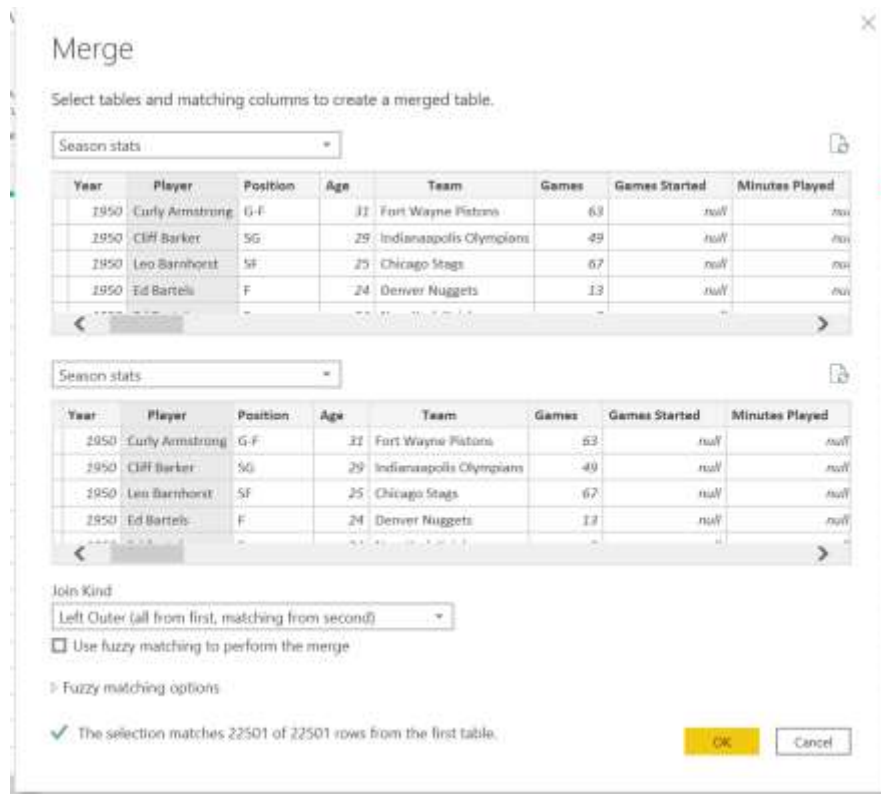 Merge
Select tables and matching columns to create a merged table.
Season stats
Year Player Position Age Team Games Games Started Minutes Played
1950 Curly Armstrong G-F 31 Fort Wayne Pistons 63 null
1950 Cliff Barker SG 29 Indianaapolis Olympians 49 null
1950 Leo Barnhorst SF 25 Chicago Stags 67 null
1950 Ed Bartels F 24 Denver Nuggets 13 null
Season stats
Year Player Position Age Team Games Games Started Minutes Played
1950 Curly Armstrong G-F 31 Fort Wayne Pistons 63 null null
1950 Cliff Barker SG 29 Indianaapolis Olympians 49 null null
1950 Leo Barnhorst SF 25 Chicago Stags 67 null null
1950 Ed Bartels F 24 Denver Nuggets 13 null null
Join Kind
Left Outer (all from first, matching from second)
Use fuzzy matching to perform the merge
Fuzzy matching options
The selection matches 22501 of 22501 rows from the first table.
OK Cancel